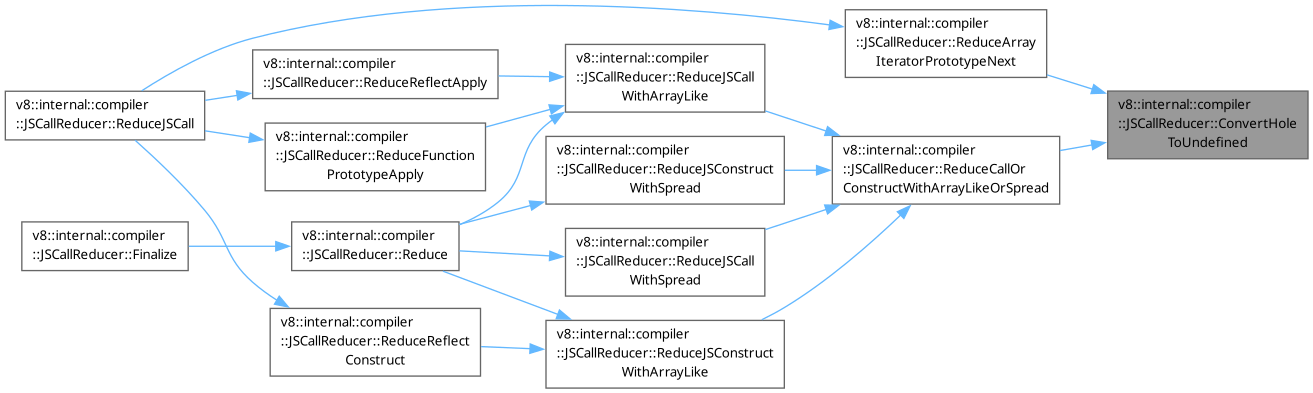 v8::internal::compiler
::JSCallReducer::ReduceJSCall
v8::internal::compiler
::JSCallReducer::ReduceReflectApply
v8::internal::compiler
::JSCallReducer::ReduceFunction
PrototypeApply
v8::internal::compiler
::JSCallReducer::Finalize
v8::internal::compiler
::JSCallReducer::Reduce
v8::internal::compiler
::JSCallReducer::ReduceReflect
Construct
v8::internal::compiler
::JSCallReducer::ReduceJSCall
WithArrayLike
v8::internal::compiler
::JSCallReducer::ReduceJSConstruct
WithSpread
v8::internal::compiler
::JSCallReducer::ReduceJSCall
WithSpread
v8::internal::compiler
::JSCallReducer::ReduceJSConstruct
WithArrayLike
v8::internal::compiler
::JSCallReducer::ReduceArray
IteratorPrototypeNext
v8::internal::compiler
::JSCallReducer::ReduceCallOr
ConstructWithArrayLikeOrSpread
v8::internal::compiler
::JSCallReducer::ConvertHole
ToUndefined